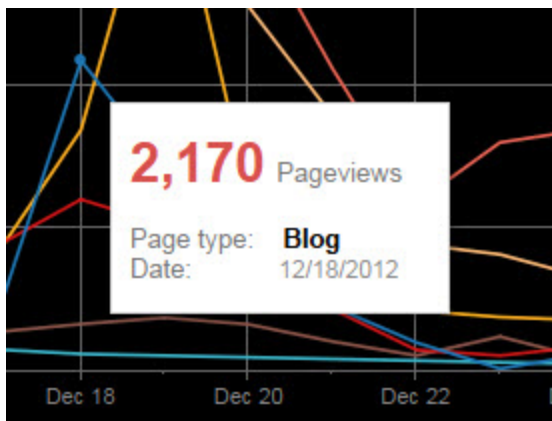 2,170 Pageviews
Page type: Blog
Date: 12/18/2012
Dec 18 Dec 20 Dec 22